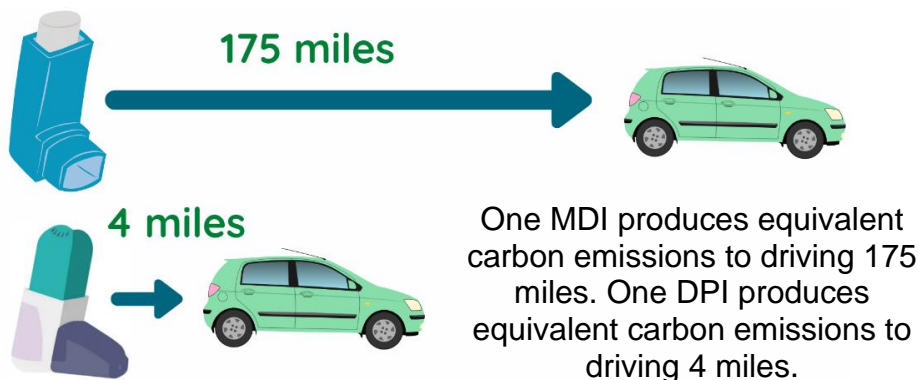 175 miles
4 miles
One MDI produces equivalent
carbon emissions to driving 175
miles. One DPI produces
equivalent carbon emissions to
driving 4 miles.